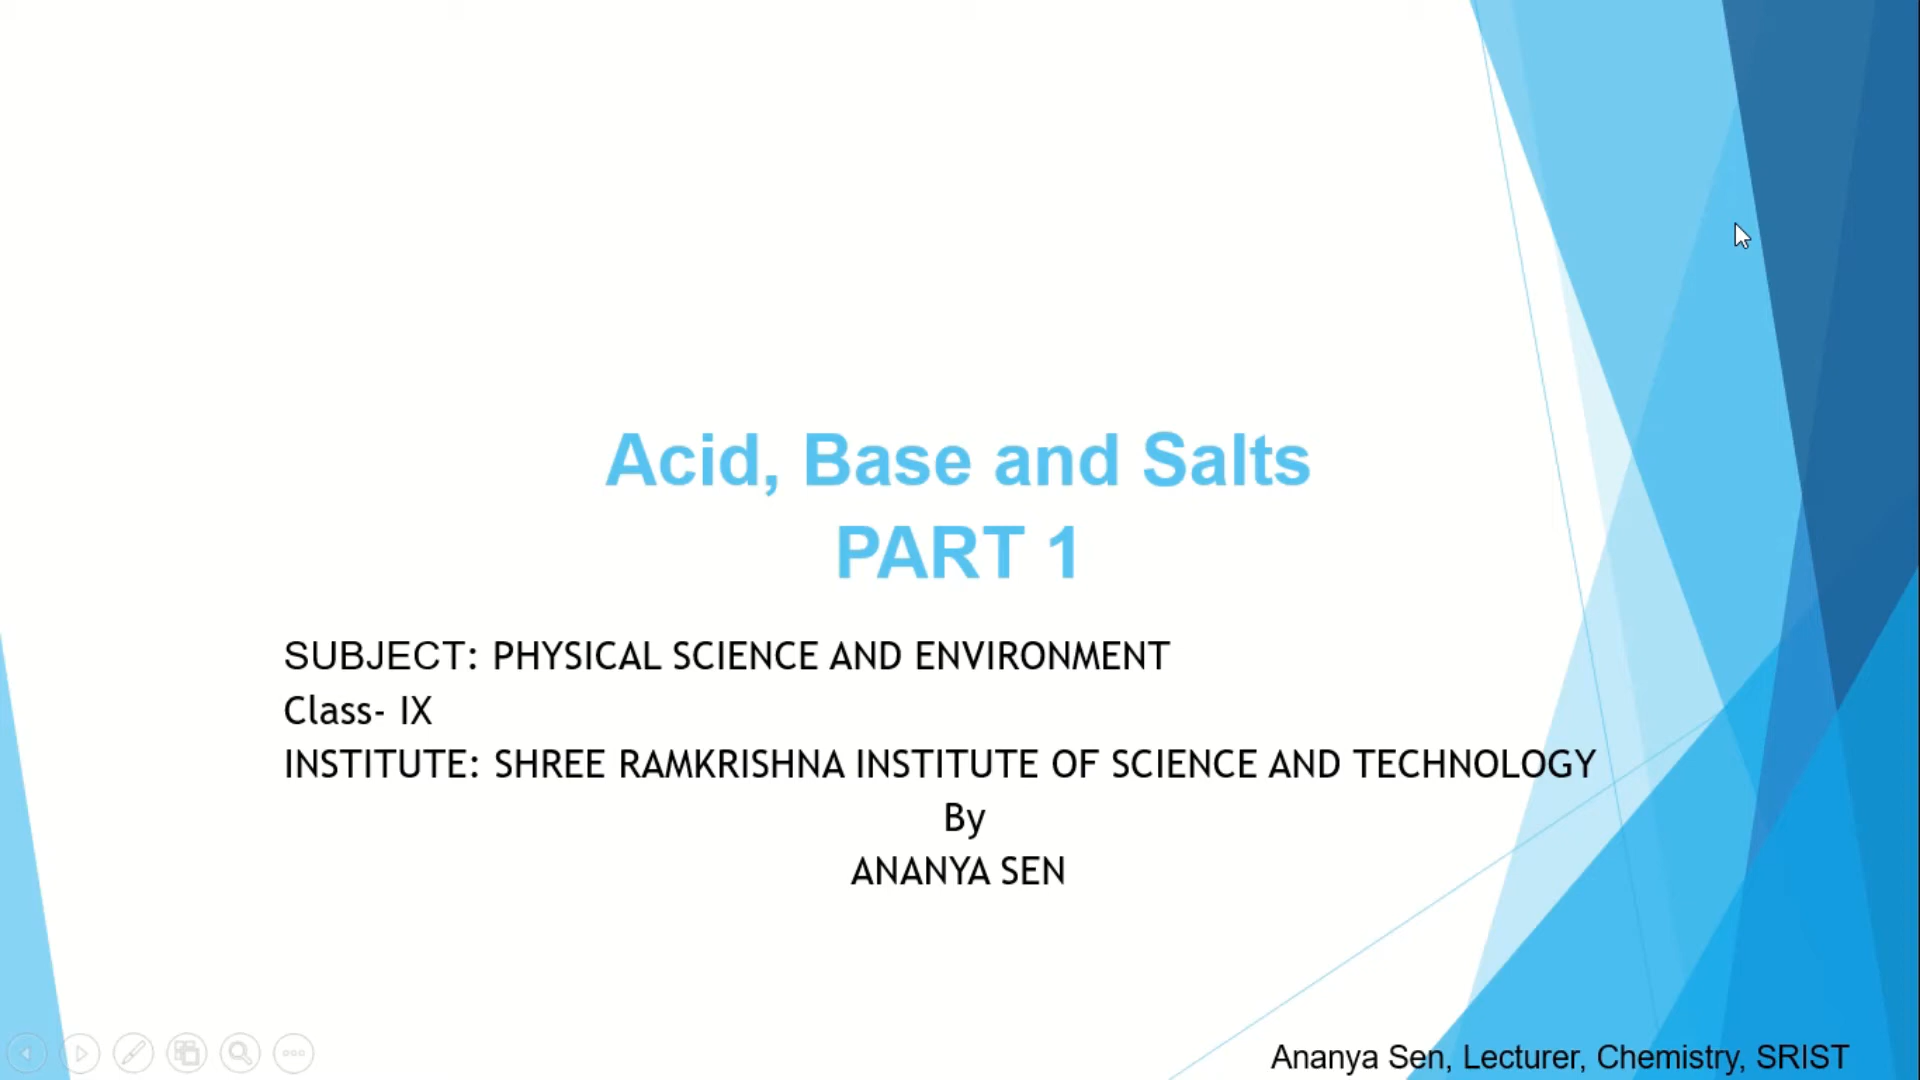 Acid, Base and Salts
PART 1
SUBJECT: PHYSICAL SCIENCE AND ENVIRONMENT
Class- IX
INSTITUTE: SHREE RAMKRISHNA INSTITUTE OF SCIENCE AND TECHNOLOGY
By
ANANYA SEN
Ananya Sen, Lecturer, Chemistry, SRIST